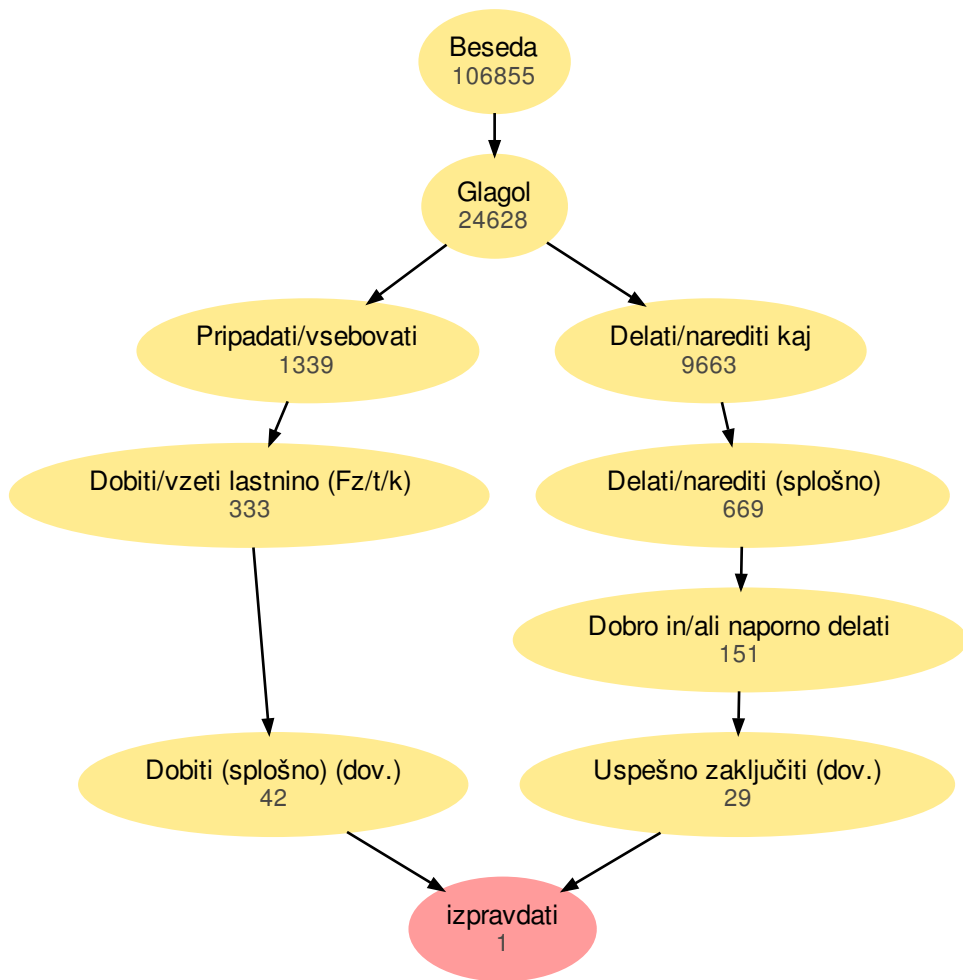 Beseda
106855
Glagol
24628
Pripadati/vsebovati
1339
Delati/narediti kaj
9663
Dobiti/vzeti lastnino (Fz/t/k)
333
Delati/narediti (splošno)
669
Dobro in/ali naporno delati
151
Dobiti (splošno) (dov.)
42
Uspešno zaključiti (dov.)
29
izpravdati
1